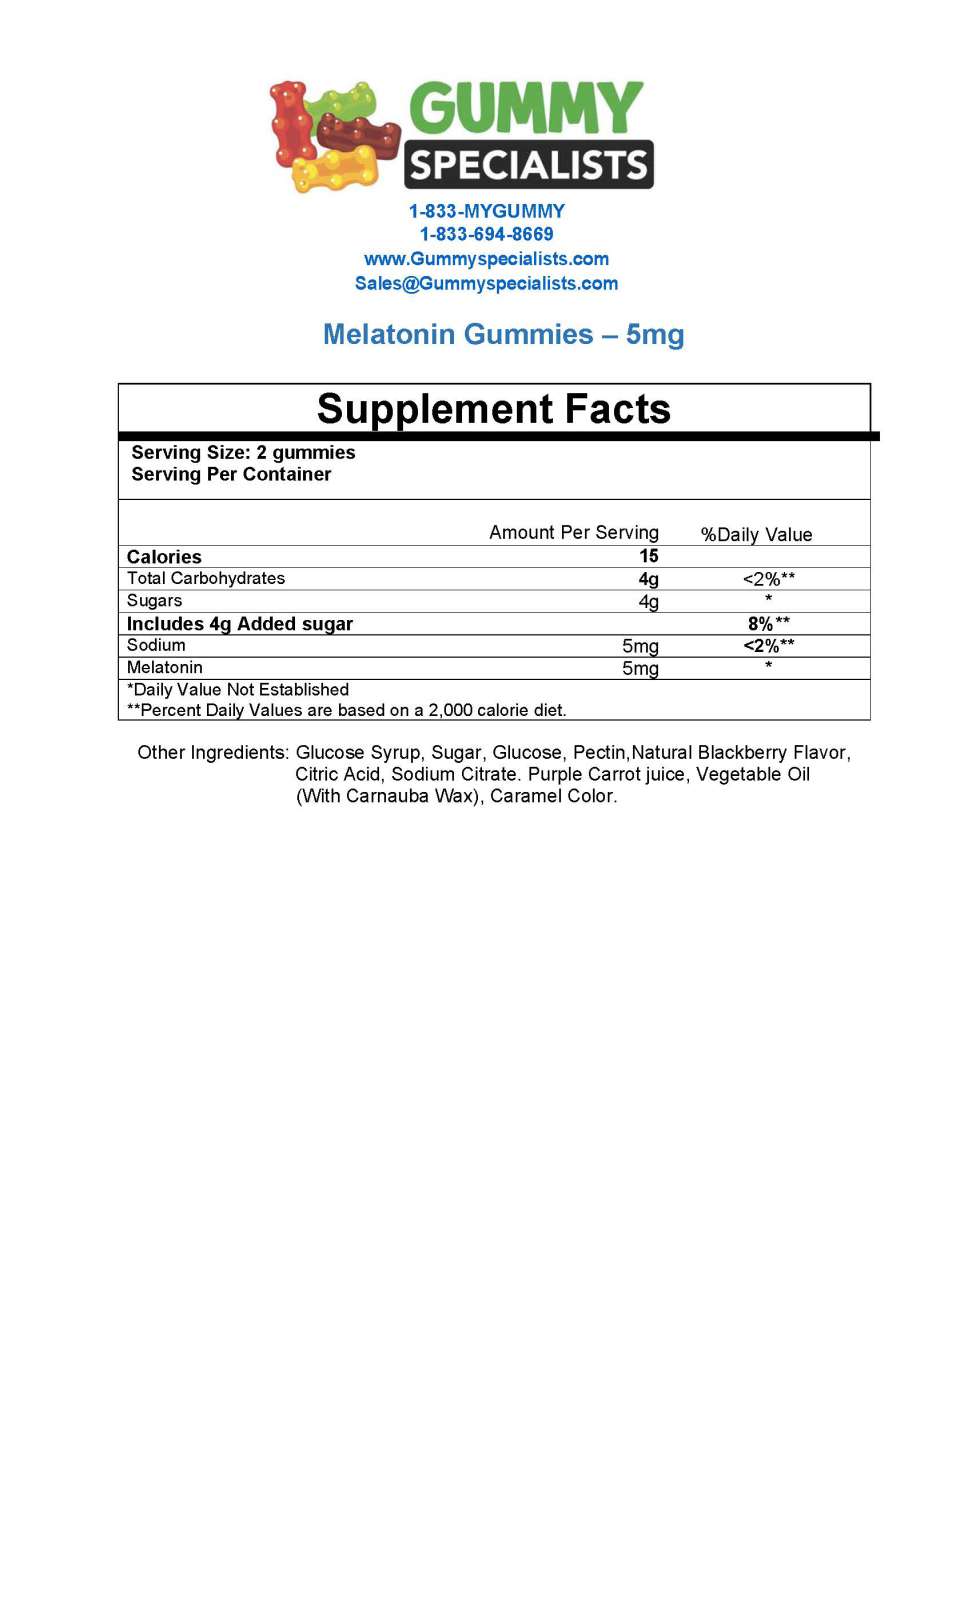 GUMMY
SPECIALISTS
1-833-MYGUMMY
1-833-694-8669
www.Gummyspecialists.com
Sales@Gummyspecialists.com
Melatonin Gummies – 5mg
Supplement Facts
Serving Size: 2 gummies
Serving Per Container
Amount Per Serving %Daily Value
Calories 15
Total Carbohydrates 4g <2%**
Sugars 4g *
Includes 4g Added sugar 8%**
Sodium 5mg <2%**
Melatonin 5mg *
*Daily Value Not Established
**Percent Daily Values are based on a 2,000 calorie diet.
Other Ingredients: Glucose Syrup, Sugar, Glucose, Pectin,Natural Blackberry Flavor,
Citric Acid, Sodium Citrate. Purple Carrot juice, Vegetable Oil
(With Carnauba Wax), Caramel Color.